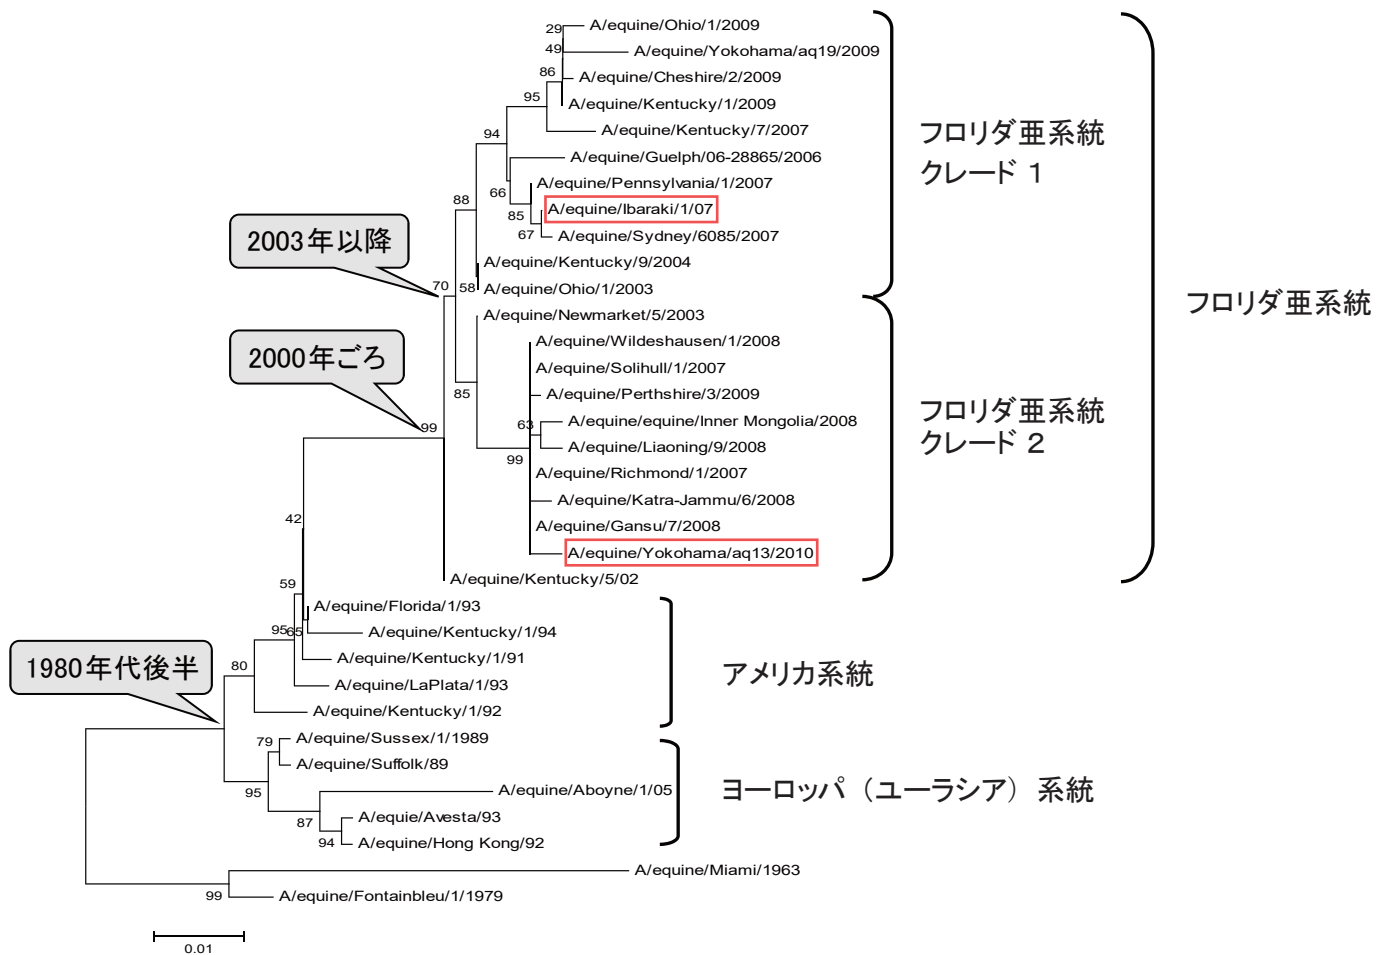 A/equine/Ohio/1/2009
29
A/equine/Yokohama/aq19/2009
49
A/equine/Cheshire/2/2009
86
A/equine/Kentucky/1/2009
95
A/equine/Kentucky/7/2007
94
A/equine/Guelph/06-28865/2006
A/equine/Pennsylvania/1/2007
66
A/equine/Ibaraki/1/07
85
A/equine/Sydney/6085/2007
67
88
A/equine/Kentucky/9/2004
A/equine/Ohio/1/2003
58
70
A/equine/Newmarket/5/2003
A/equine/Wildeshausen/1/2008
A/equine/Solihull/1/2007
A/equine/Perthshire/3/2009
85
A/equine/equine/Inner Mongolia/2008
63
A/equine/Liaoning/9/2008
99
A/equine/Richmond/1/2007
A/equine/Katra-Jammu/6/2008
A/equine/Gansu/7/2008
A/equine/Yokohama/aq13/2010
99
A/equine/Kentucky/5/02
42
59
A/equine/Florida/1/93
A/equine/Kentucky/1/94
95
65
A/equine/Kentucky/1/91
80
A/equine/LaPlata/1/93
A/equine/Kentucky/1/92
A/equine/Sussex/1/1989
79
A/equine/Suffolk/89
95
A/equine/Aboyne/1/05
A/equie/Avesta/93
87
A/equine/Hong Kong/92
94
A/equine/Miami/1963
A/equine/Fontainbleu/1/1979
99
0.01
2003年以降
2000年ごろ
1980年代後半
フロリダ亜系統
クレード 1
フロリダ亜系統
クレード 2
フロリダ亜系統
アメリカ系統
ヨーロッパ（ユーラシア）系統